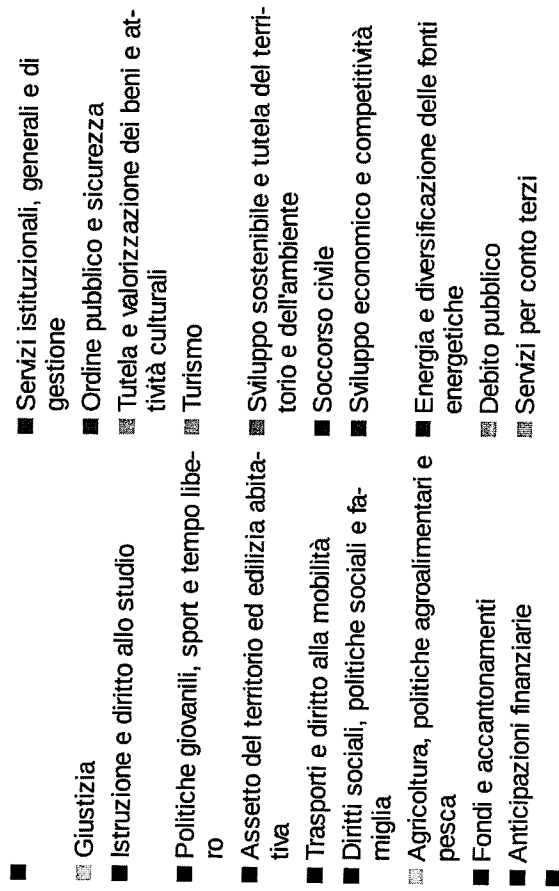 Giustizia
Istruzione e diritto allo studio
Politiche giovanili, sport e tempo libe-
ro
Assetto del territorio ed edilizia abita-
tiva
Trasporti e diritto alla mobilità
Diritti sociali, politiche sociali e fa-
miglia
Agricoltura, politiche agroalimentari e
pesca
Fondi e accantonamenti
Anticipazioni finanziarie
Servizi istituzionali, generali e di
gestione
Ordine pubblico e sicurezza
Tutela e valorizzazione dei beni e at-
tività culturali
Turismo
Sviluppo sostenibile e tutela del terri-
torio e dell'ambiente
Soccorso civile
Sviluppo economico e competitività
Energia e diversificazione delle fonti
energetiche
Debito pubblico
Servizi per conto terzi